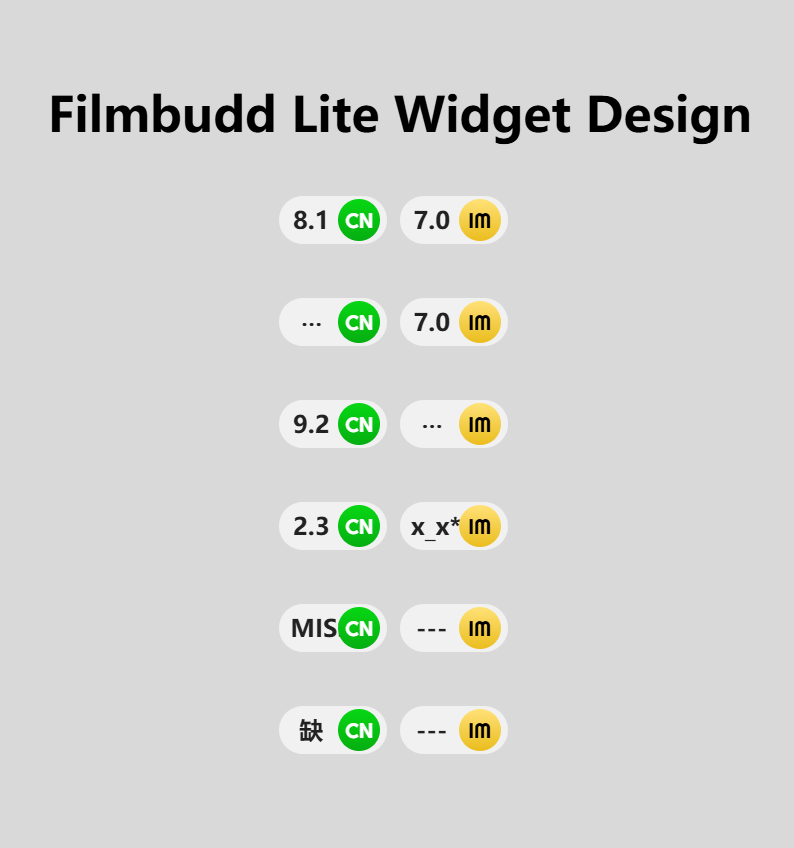 Filmbudd Lite Widget Design
8.1 CN 7.0 IM
... CN 7.0 IM
9.2 CN ... IM
2.3 CN x_x* IM
MIS CN --- IM
缺 CN --- IM